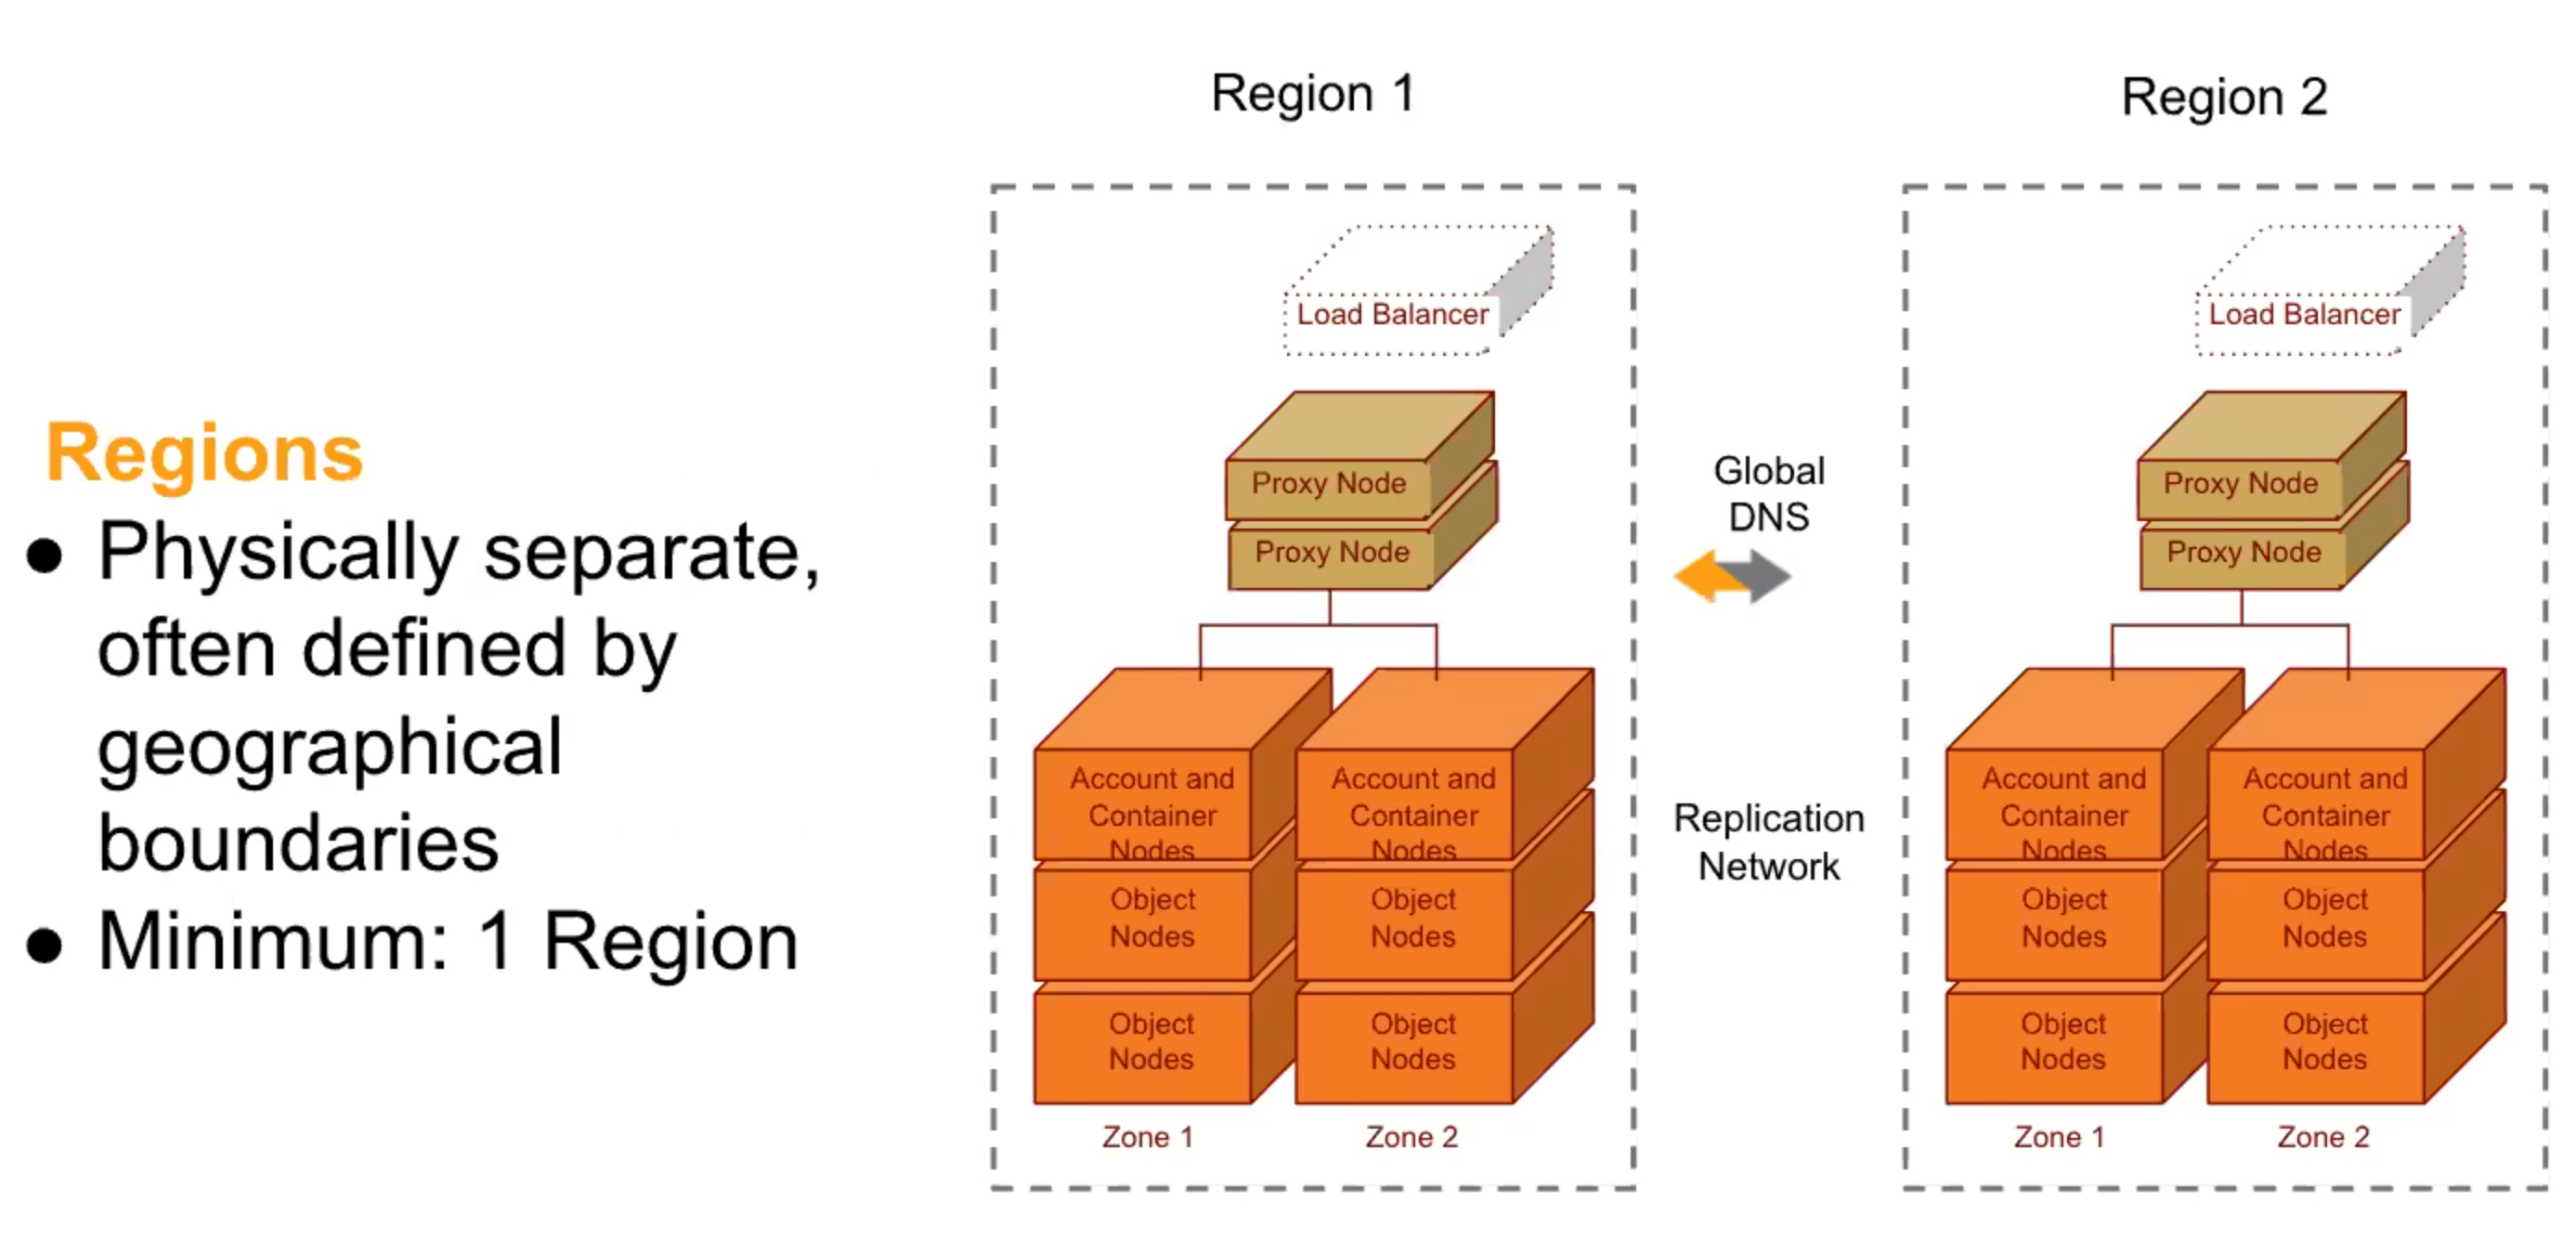 Regions
● Physically separate,
often defined by
geographical
boundaries
● Minimum: 1 Region
Region 1
Load Balancer
Proxy Node
Proxy Node
Account and
Container
Nodes
Object
Nodes
Object
Nodes
Zone 1
Account and
Container
Nodes
Object
Nodes
Object
Nodes
Zone 2
Global
DNS
Replication
Network
Region 2
Load Balancer
Proxy Node
Proxy Node
Account and
Container
Nodes
Object
Nodes
Object
Nodes
Zone 1
Account and
Container
Nodes
Object
Nodes
Object
Nodes
Zone 2